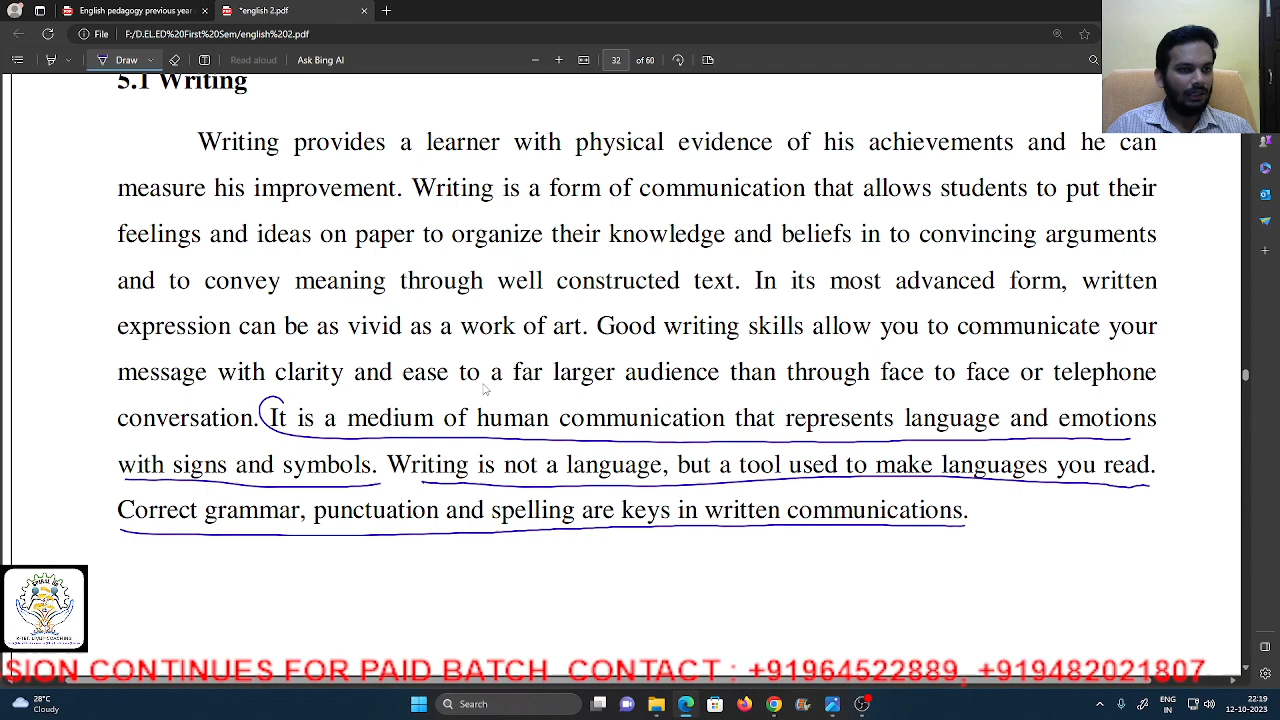 English pedagogy previous year
*english 2.pdf
File
F:/D.EL.ED%20First%20Sem/english%202.pdf
Draw
Read aloud
Ask Bing AI
32
of 60
5.1 Writing
Writing provides a learner with physical evidence of his achievements and he can
measure his improvement. Writing is a form of communication that allows students to put their
feelings and ideas on paper to organize their knowledge and beliefs in to convincing arguments
and to convey meaning through well constructed text. In its most advanced form, written
expression can be as vivid as a work of art. Good writing skills allow you to communicate your
message with clarity and ease to a far larger audience than through face to face or telephone
conversation. It is a medium of human communication that represents language and emotions
with signs and symbols. Writing is not a language, but a tool used to make languages you read.
Correct grammar, punctuation and spelling are keys in written communications.
SION CONTINUES FOR PAID BATCH CONTACT : +91964522889, +919482021807
28°C
Cloudy
Search
ENG
IN
22:19
12-10-2023